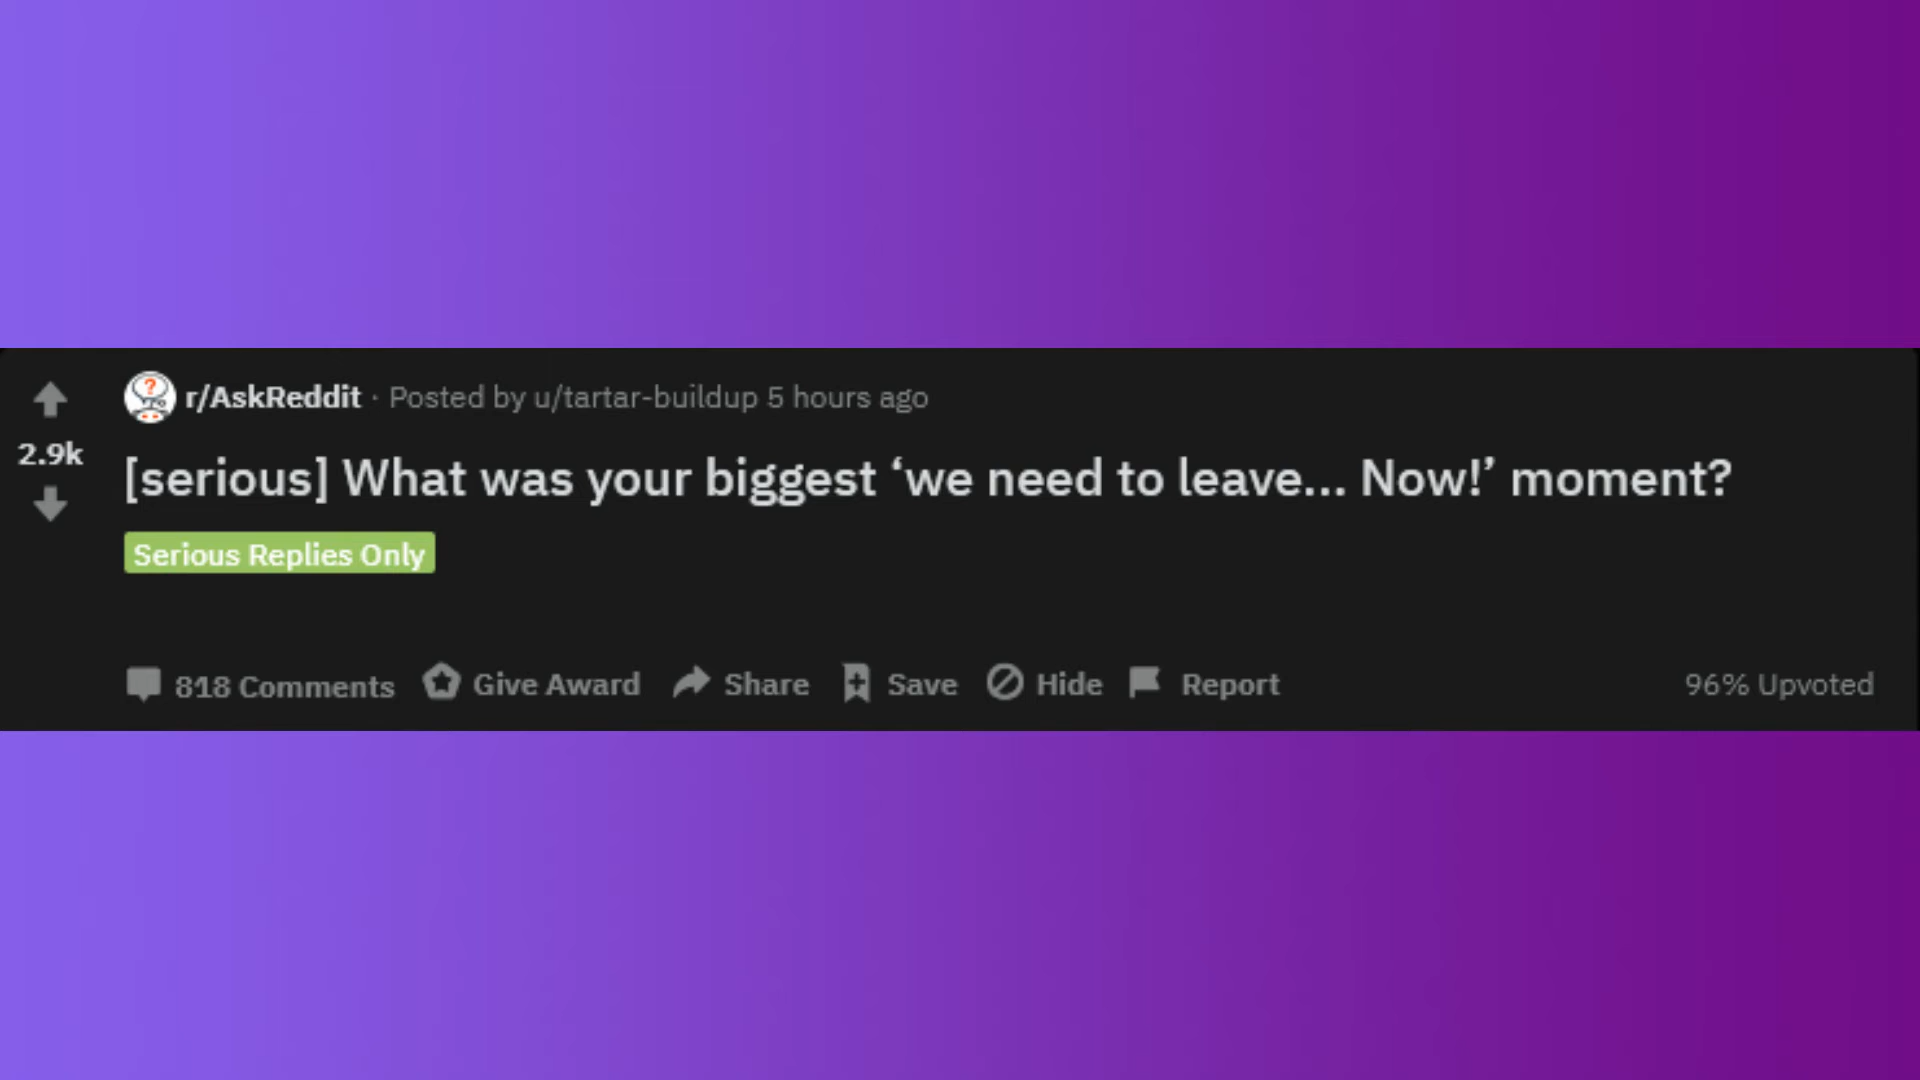 r/AskReddit · Posted by u/tartar-buildup 5 hours ago
2.9k
[serious] What was your biggest ‘we need to leave... Now!’ moment?
Serious Replies Only
818 Comments Give Award Share Save Hide Report 96% Upvoted